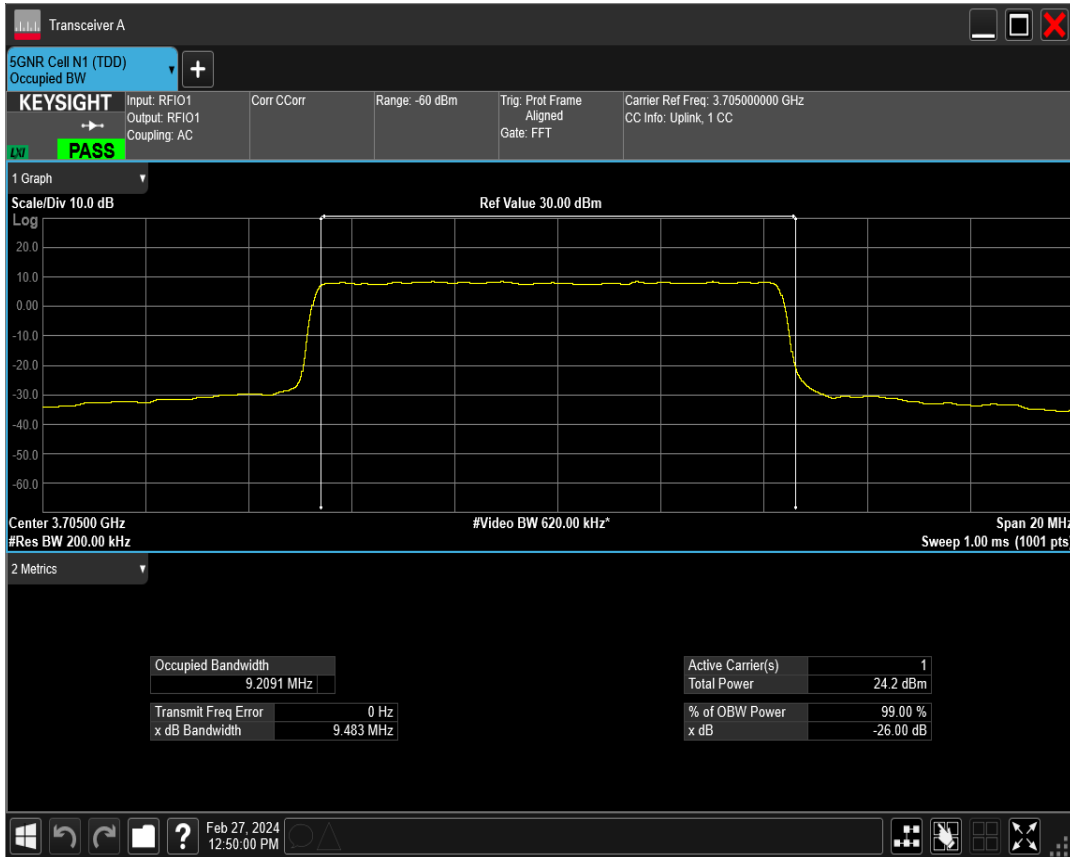 Transceiver A
5GNR Cell N1 (TDD)
Occupied BW
+
KEYSIGHT
LXI
PASS
Input: RFIO1
Output: RFIO1
Coupling: AC
Corr CCorr
Range: -60 dBm
Trig: Prot Frame
Aligned
Gate: FFT
Carrier Ref Freq: 3.705000000 GHz
CC Info: Uplink, 1 CC
1 Graph
Scale/Div 10.0 dB
Ref Value 30.00 dBm
Log
20.0
10.0
0.00
-10.0
-20.0
-30.0
-40.0
-50.0
-60.0
Center 3.70500 GHz
#Video BW 620.00 kHz*
Span 20 MHz
#Res BW 200.00 kHz
Sweep 1.00 ms (1001 pts)
2 Metrics
Occupied Bandwidth
9.2091 MHz
Transmit Freq Error 0 Hz
x dB Bandwidth 9.483 MHz
Active Carrier(s) 1
Total Power 24.2 dBm
% of OBW Power 99.00 %
x dB -26.00 dB
?
Feb 27, 2024
12:50:00 PM